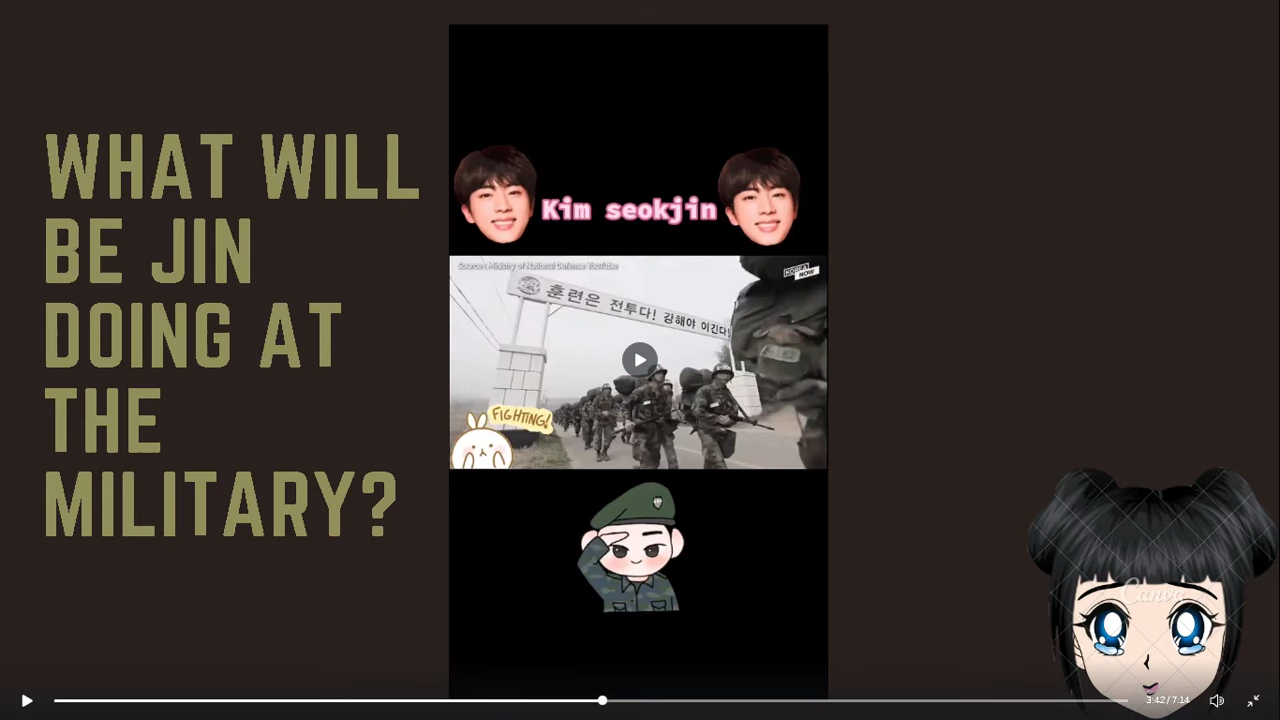 WHAT WILL
BE JIN
DOING AT
THE
MILITARY?
Kim seokjin
Source: Ministry of National Defense YouTube
KOREA
NOW
훈련은 전투다! 강해야 이긴다!
FIGHTING!
Canva
3:42/7:14